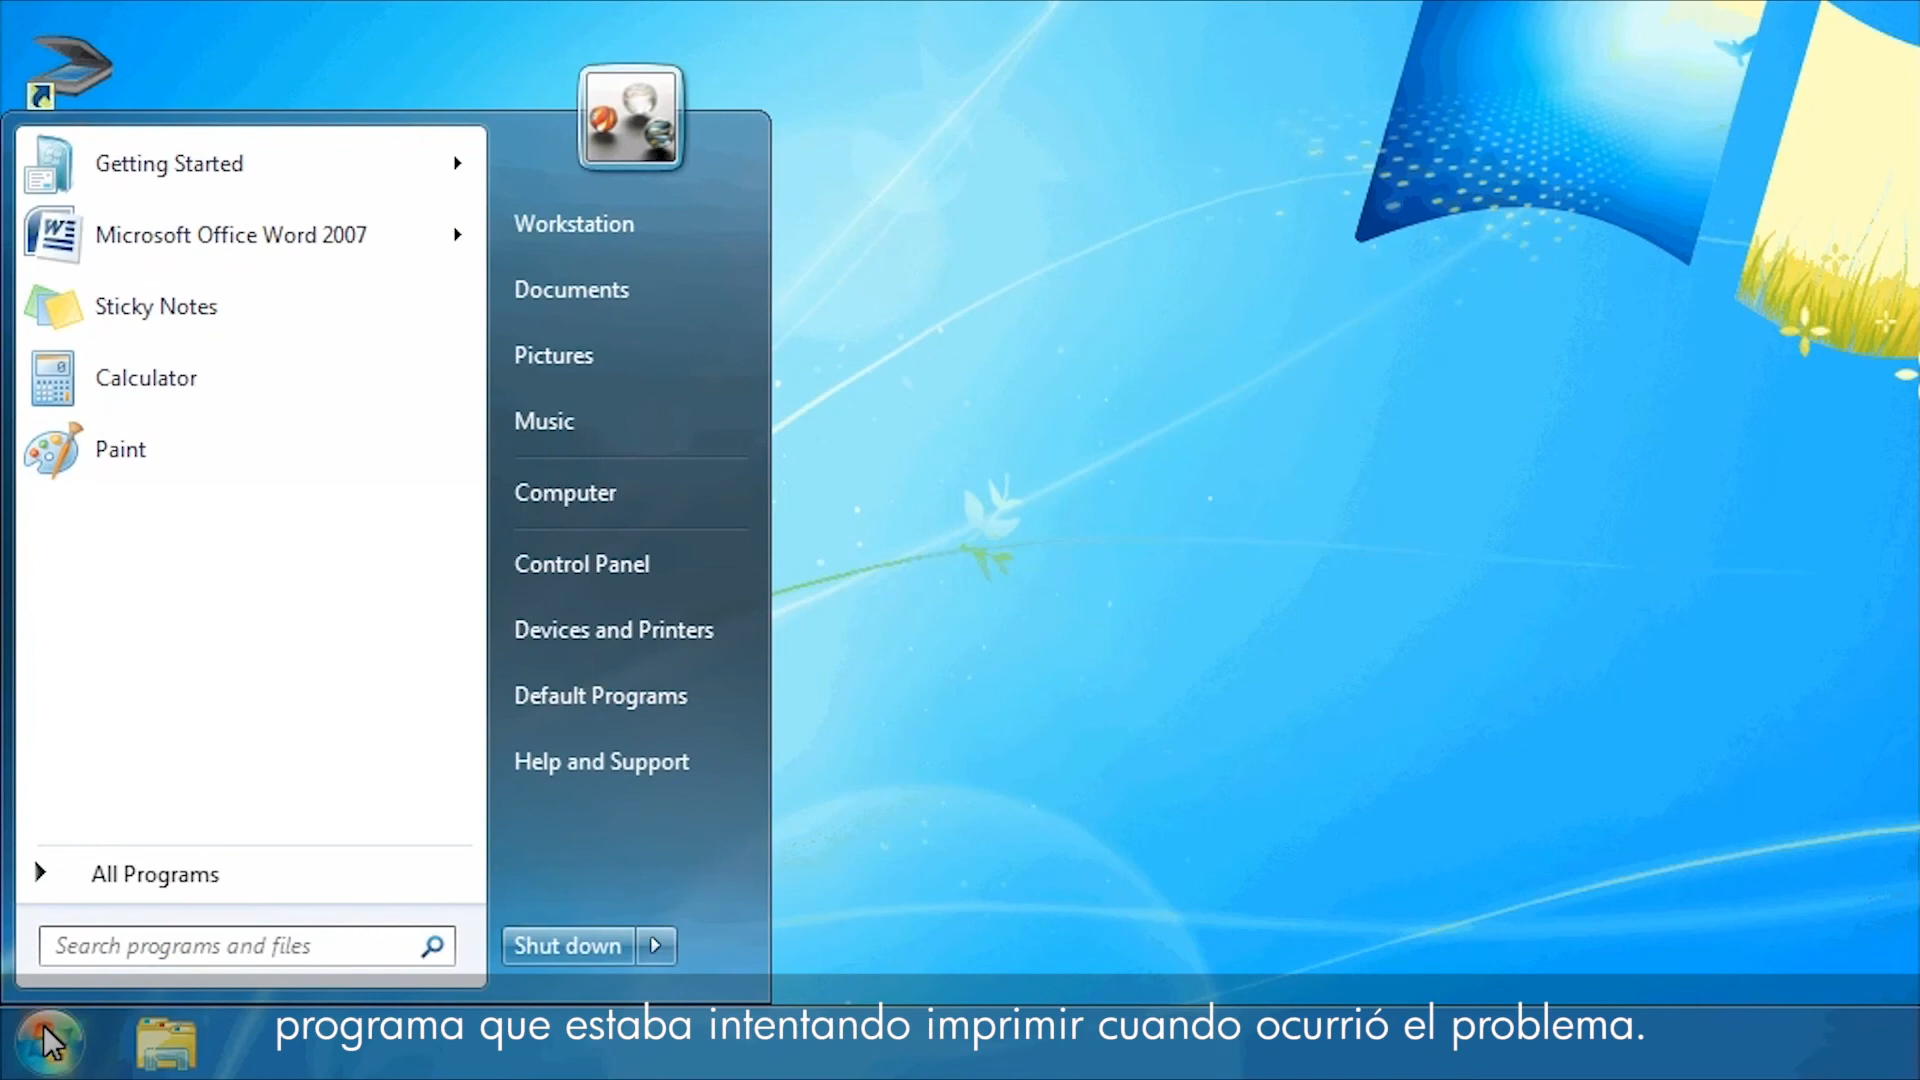 Getting Started
Microsoft Office Word 2007
Sticky Notes
Calculator
Paint
All Programs
Search programs and files
Workstation
Documents
Pictures
Music
Computer
Control Panel
Devices and Printers
Default Programs
Help and Support
Shut down
programa que estaba intentando imprimir cuando ocurrió el problema.